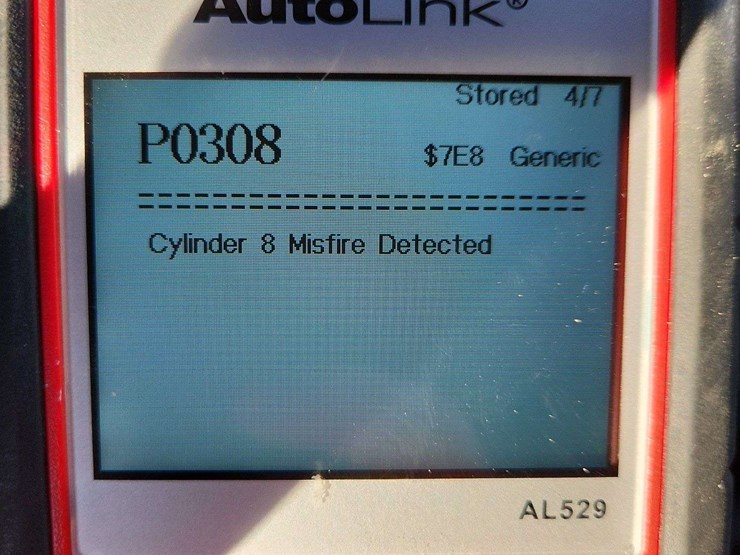 AutoLink®
Stored 4/7
P0308 $7E8 Generic
Cylinder 8 Misfire Detected
AL529